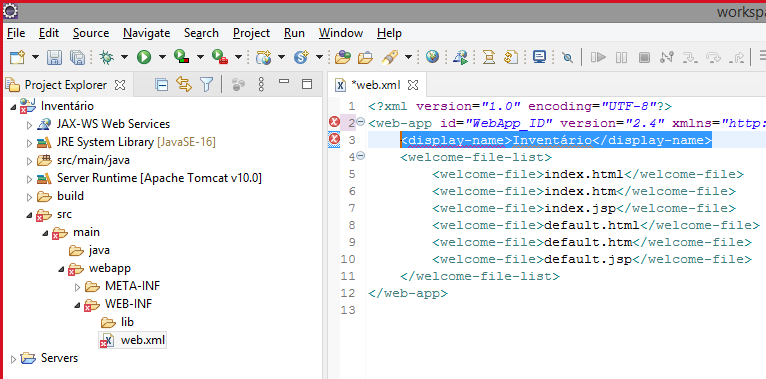 workspa
File Edit Source Navigate Search Project Run Window Help
Project Explorer
Inventário
JAX-WS Web Services
JRE System Library [JavaSE-16]
src/main/java
Server Runtime [Apache Tomcat v10.0]
build
src
main
java
webapp
META-INF
WEB-INF
lib
web.xml
Servers
*web.xml
1 <?xml version="1.0" encoding="UTF-8"?>
2 <web-app id="WebApp_ID" version="2.4" xmlns="http:
3 <display-name>Inventário</display-name>
4 <welcome-file-list>
5 <welcome-file>index.html</welcome-file>
6 <welcome-file>index.htm</welcome-file>
7 <welcome-file>index.jsp</welcome-file>
8 <welcome-file>default.html</welcome-file>
9 <welcome-file>default.htm</welcome-file>
10 <welcome-file>default.jsp</welcome-file>
11 </welcome-file-list>
12 </web-app>
13